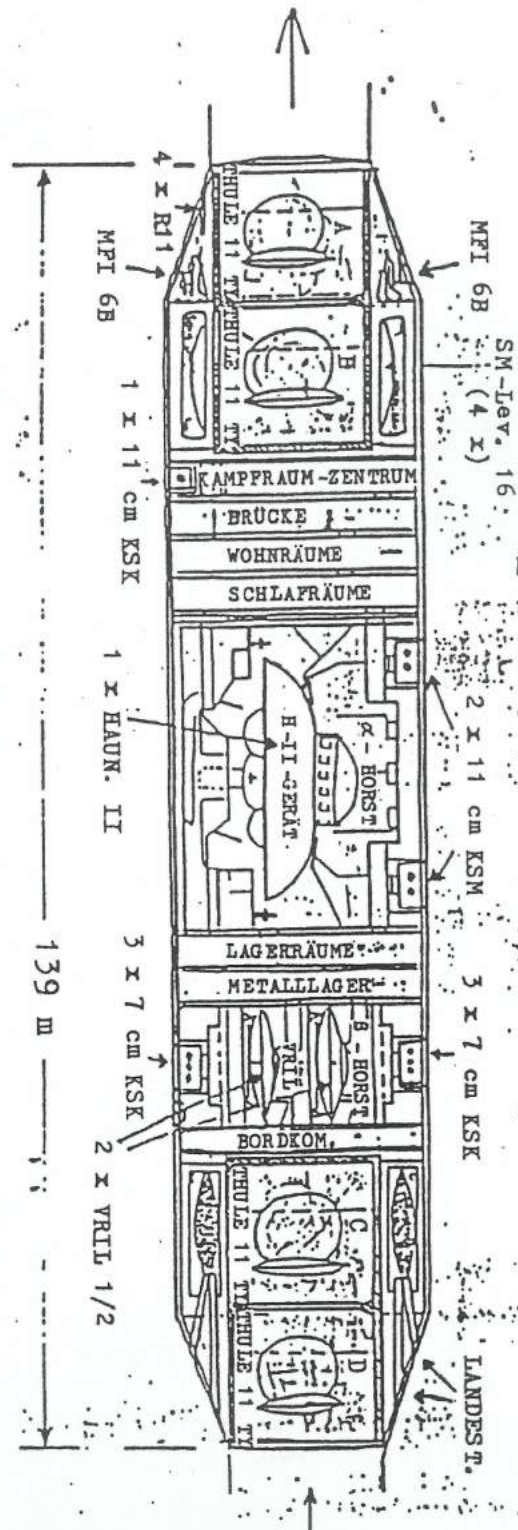 4 x R11
MFI 6B
MFI 6B
SM-Lev. 16
(4 x)
THULE 11 TY
A
THULE 11 TY
1 x 11 cm KSK
KAMPFRAUM-ZENTRUM
BRÜCKE
WOHNRÄUME
SCHLAFRÄUME
1 x HAUN. II
H-II-GERÄT
α-HORST
2 x 11 cm KSM
LAGERRÄUME
METALLLAGER
139 m
3 x 7 cm KSK
VRIL
B-HORST
3 x 7 cm KSK
2 x VRIL 1/2
BORDKOM.
THULE 11 TY
C
THULE 11 TY
D
LANDEST.